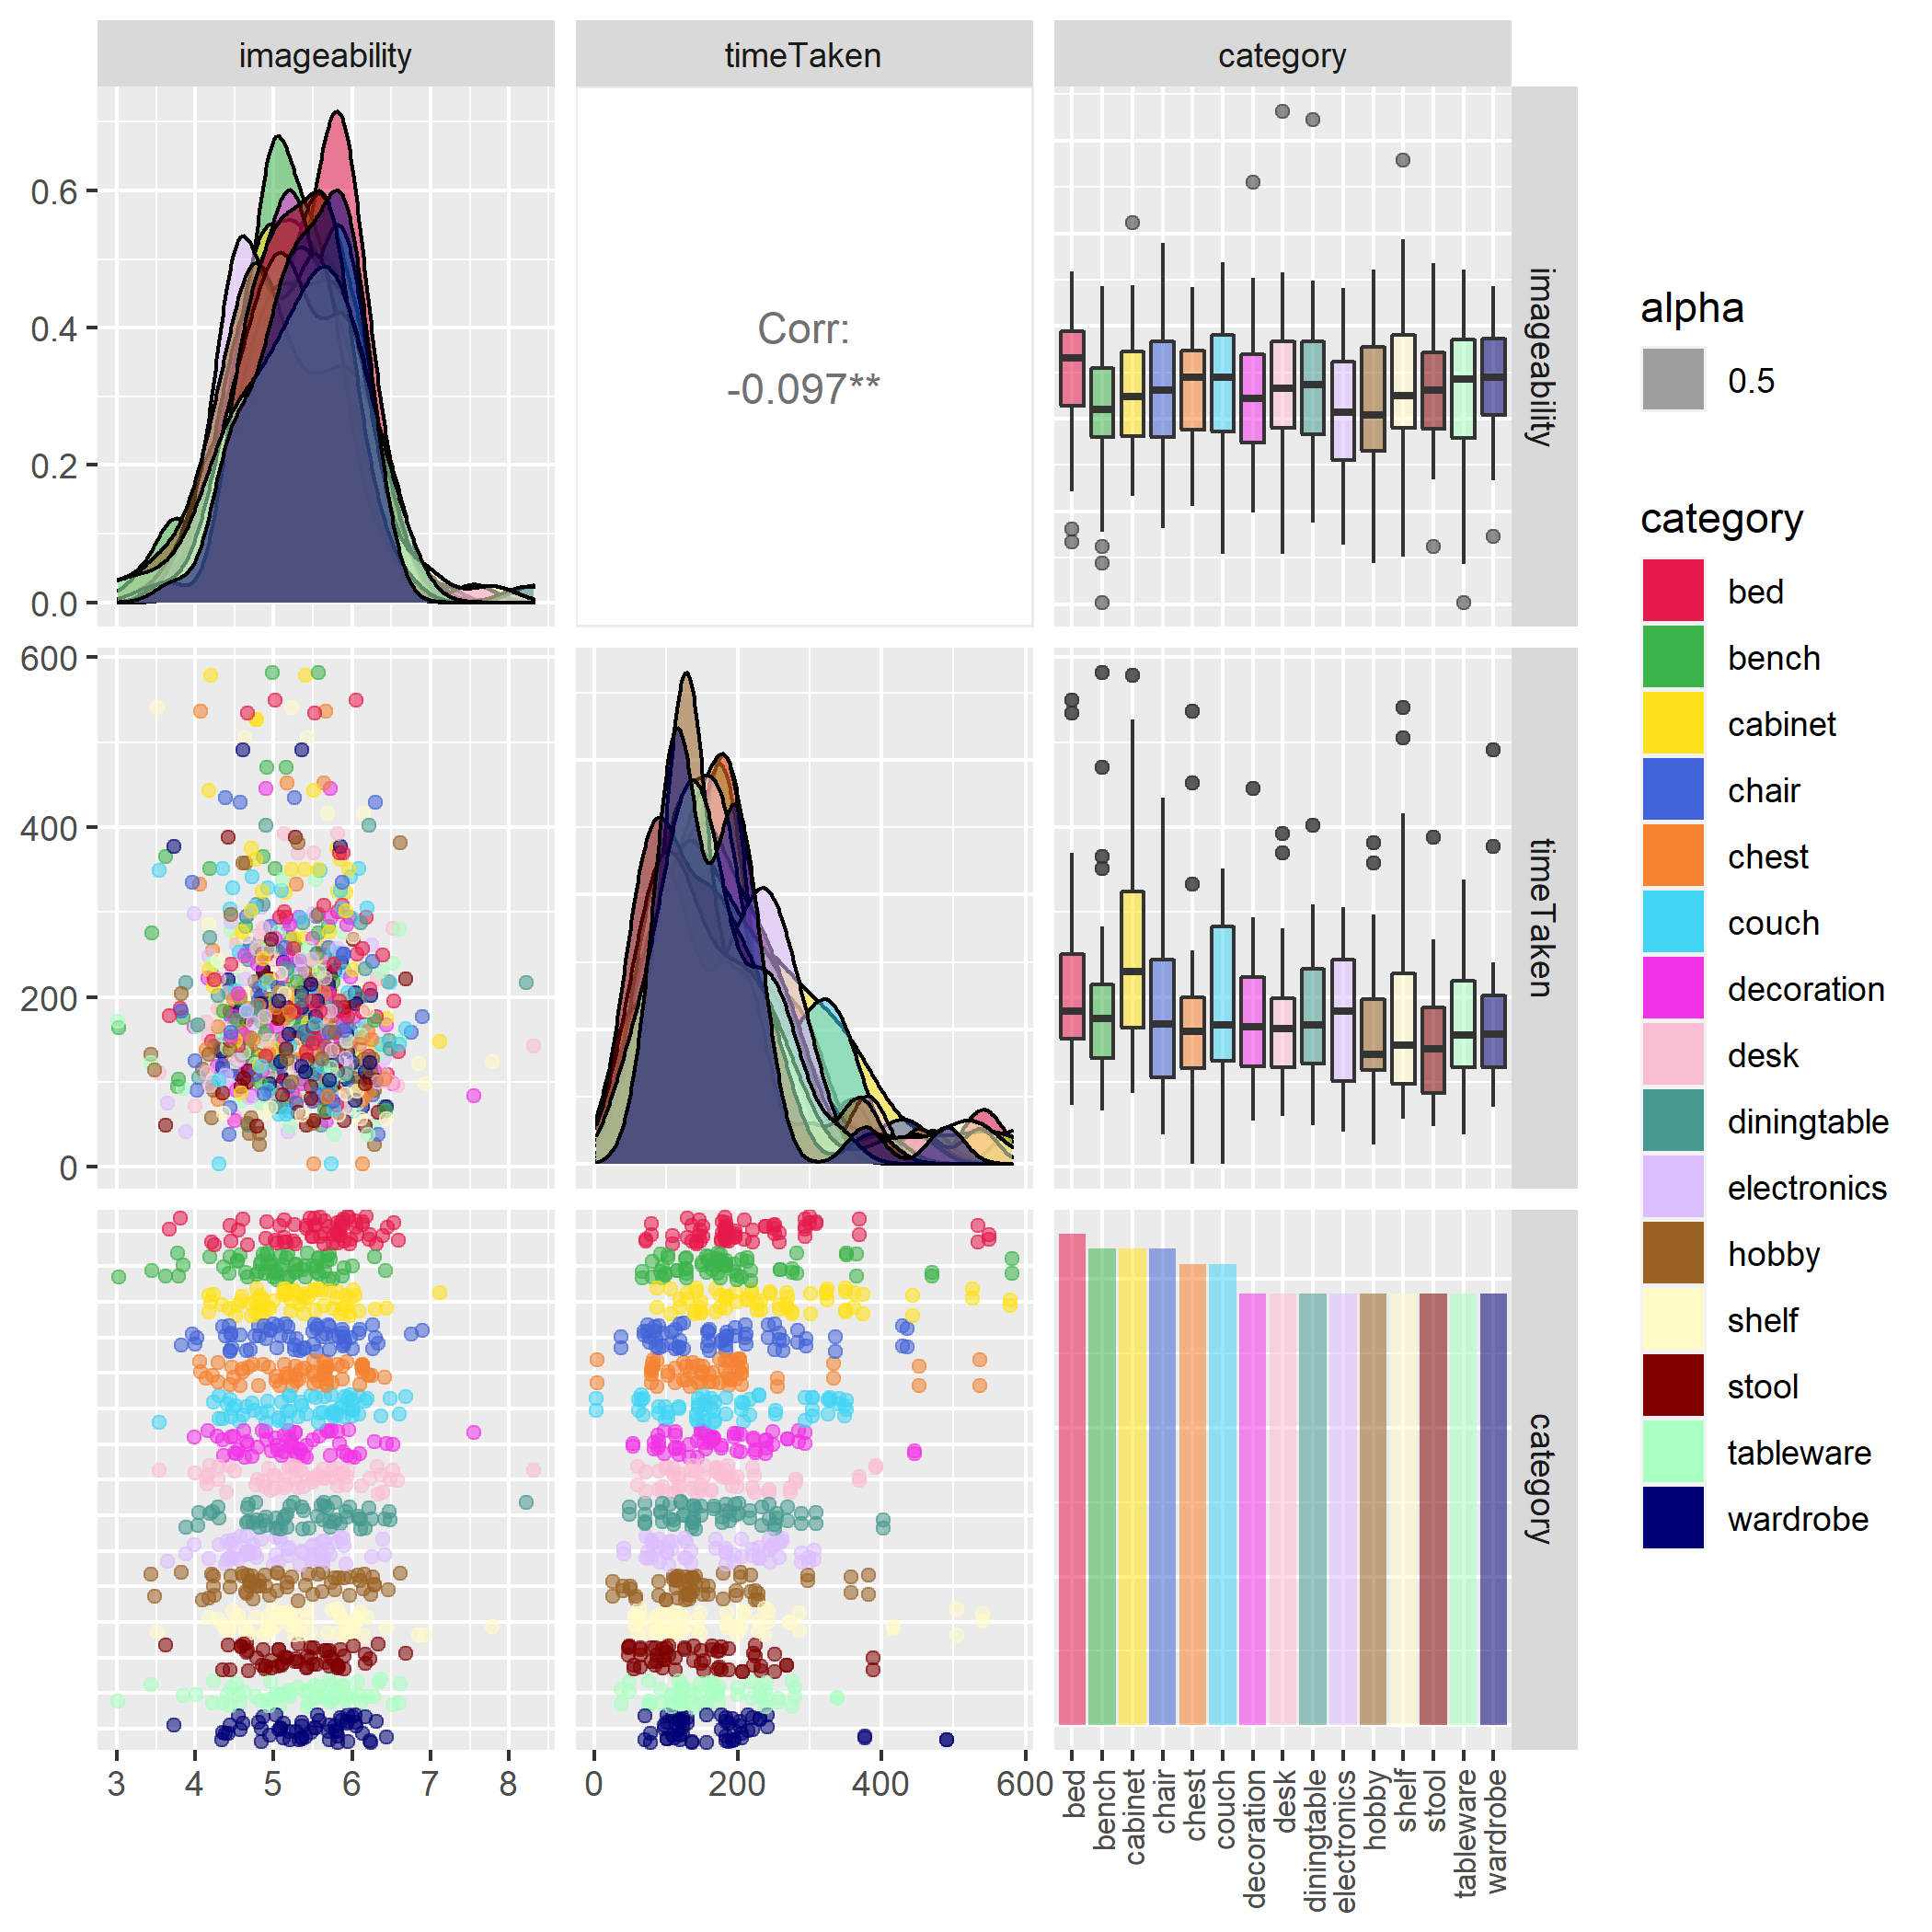 imageability
timeTaken
category
0.6
0.4
0.2
0.0
Corr:
-0.097**
imageability
600
400
200
0
timeTaken
category
3 4 5 6 7 8
0 200 400 600
bed
bench
cabinet
chair
chest
couch
decoration
desk
diningtable
electronics
hobby
shelf
stool
tableware
wardrobe
alpha
0.5
category
bed
bench
cabinet
chair
chest
couch
decoration
desk
diningtable
electronics
hobby
shelf
stool
tableware
wardrobe